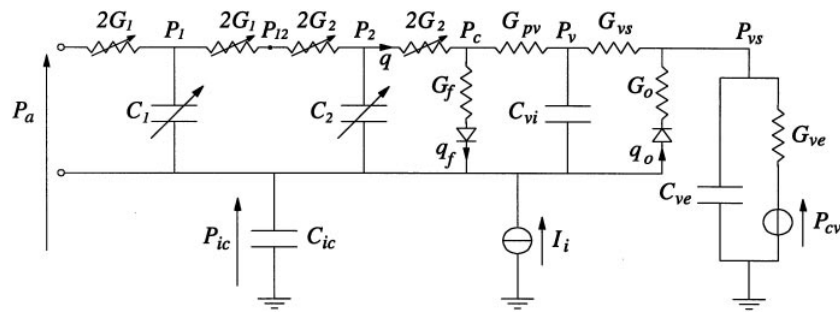 2G1 P1 2G1 P12 2G2 P2 2G2 Pc Gpv Pv Gvs Pvs
q
Pa C1 C2 Gf Cvi Go Gve
qf qo
Cve
Pic Cic Ii Pcv